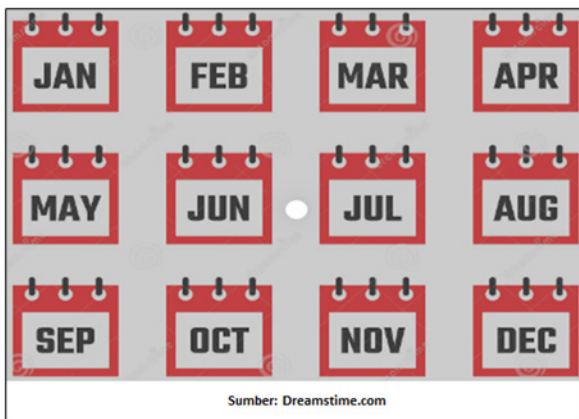 JAN FEB MAR APR
MAY JUN JUL AUG
SEP OCT NOV DEC
Sumber: Dreamstime.com